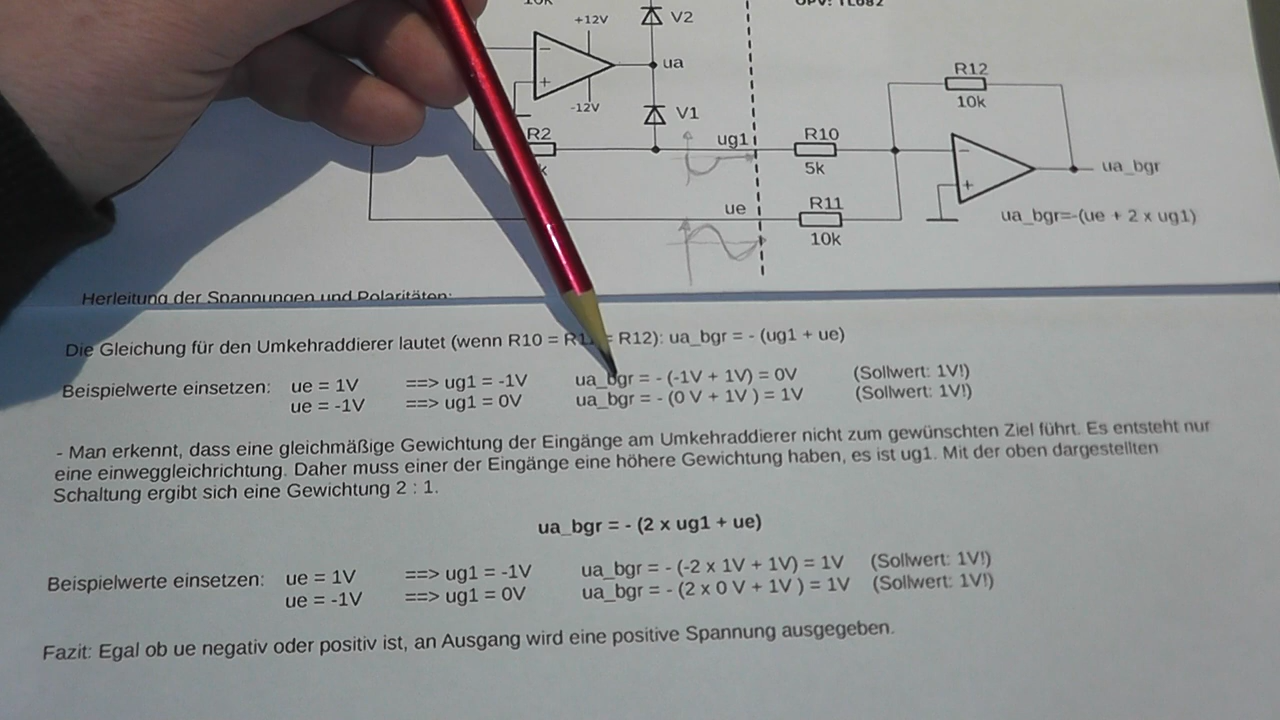 10k
OPV: TL082
+12V
V2
ua
-12V
V1
R2
k
ug1
R10
5k
R12
10k
ua_bgr
ue
R11
10k
ua_bgr=-(ue + 2 x ug1)
Herleitung der Spannungen und Polaritäten:
Die Gleichung für den Umkehraddierer lautet (wenn R10 = R11 = R12): ua_bgr = - (ug1 + ue)
Beispielwerte einsetzen: ue = 1V ==> ug1 = -1V ua_bgr = - (-1V + 1V) = 0V (Sollwert: 1V!)
ue = -1V ==> ug1 = 0V ua_bgr = - (0 V + 1V ) = 1V (Sollwert: 1V!)
- Man erkennt, dass eine gleichmäßige Gewichtung der Eingänge am Umkehraddierer nicht zum gewünschten Ziel führt. Es entsteht nur
eine einweggleichrichtung. Daher muss einer der Eingänge eine höhere Gewichtung haben, es ist ug1. Mit der oben dargestellten
Schaltung ergibt sich eine Gewichtung 2 : 1.
ua_bgr = - (2 x ug1 + ue)
Beispielwerte einsetzen: ue = 1V ==> ug1 = -1V ua_bgr = - (-2 x 1V + 1V) = 1V (Sollwert: 1V!)
ue = -1V ==> ug1 = 0V ua_bgr = - (2 x 0 V + 1V ) = 1V (Sollwert: 1V!)
Fazit: Egal ob ue negativ oder positiv ist, an Ausgang wird eine positive Spannung ausgegeben.